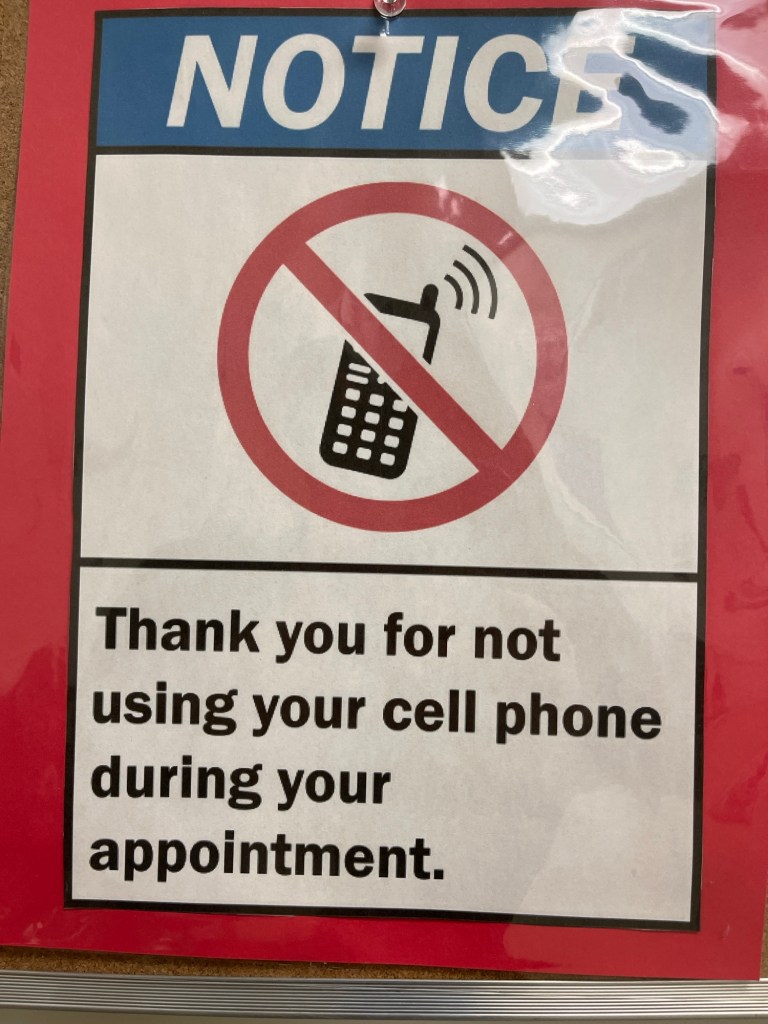 NOTICE
Thank you for not
using your cell phone
during your
appointment.